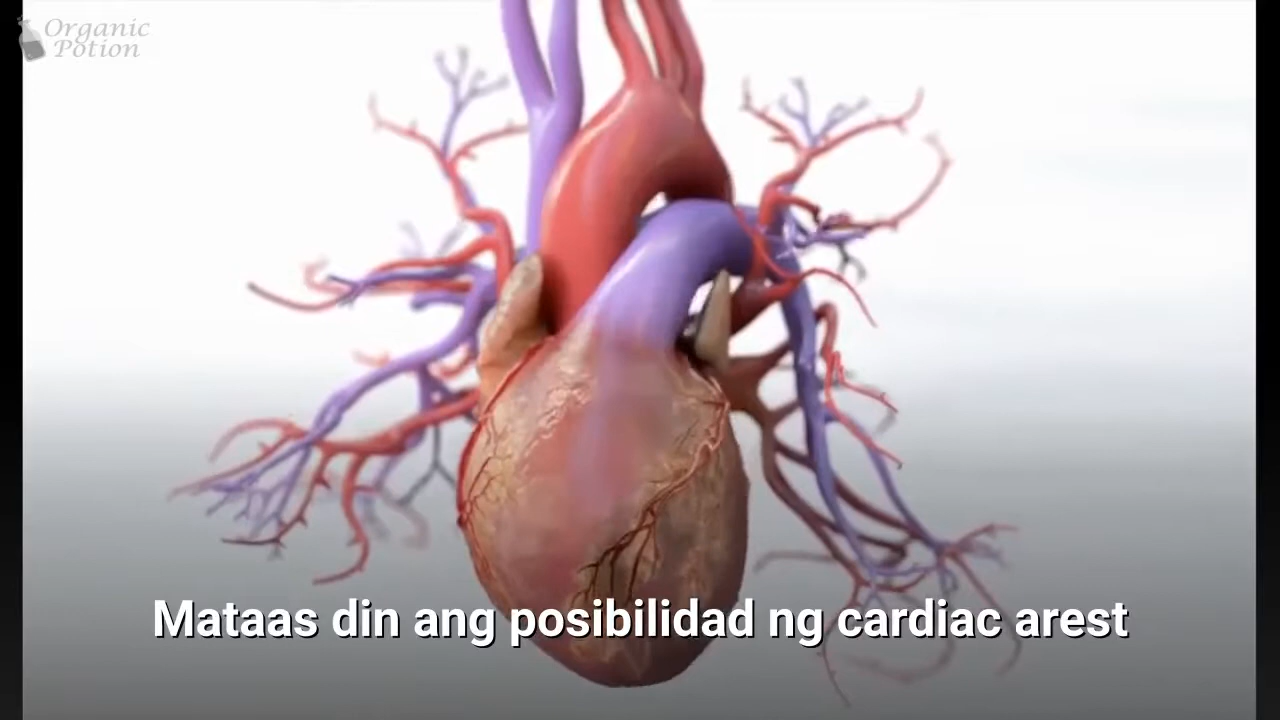 Organic
Potion
Mataas din ang posibilidad ng cardiac arest